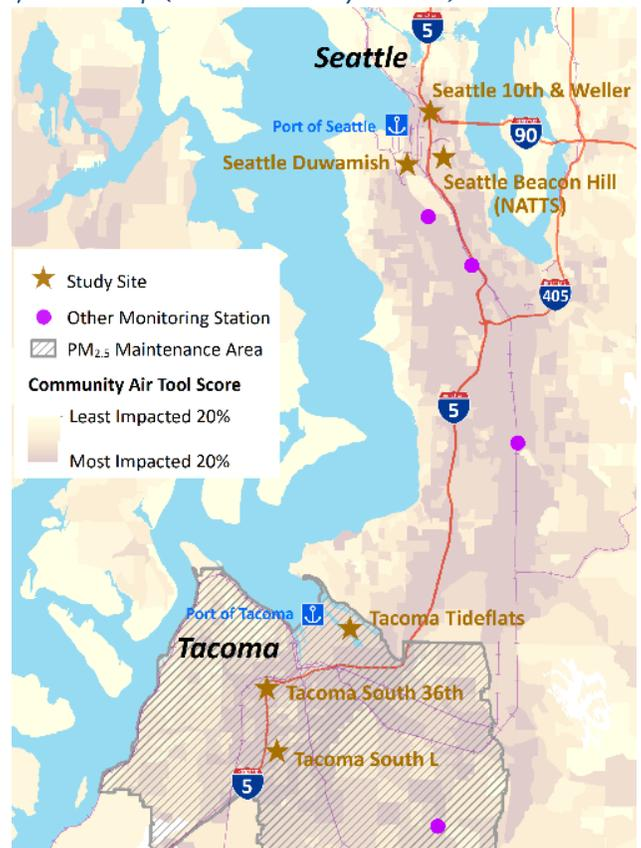 Seattle
5
Seattle 10th & Weller
Port of Seattle
90
Seattle Duwamish
Seattle Beacon Hill
(NATTS)
Study Site
405
Other Monitoring Station
PM2.5 Maintenance Area
Community Air Tool Score
Least Impacted 20%
5
Most Impacted 20%
Port of Tacoma
Tacoma Tideflats
Tacoma
Tacoma South 36th
Tacoma South L
5